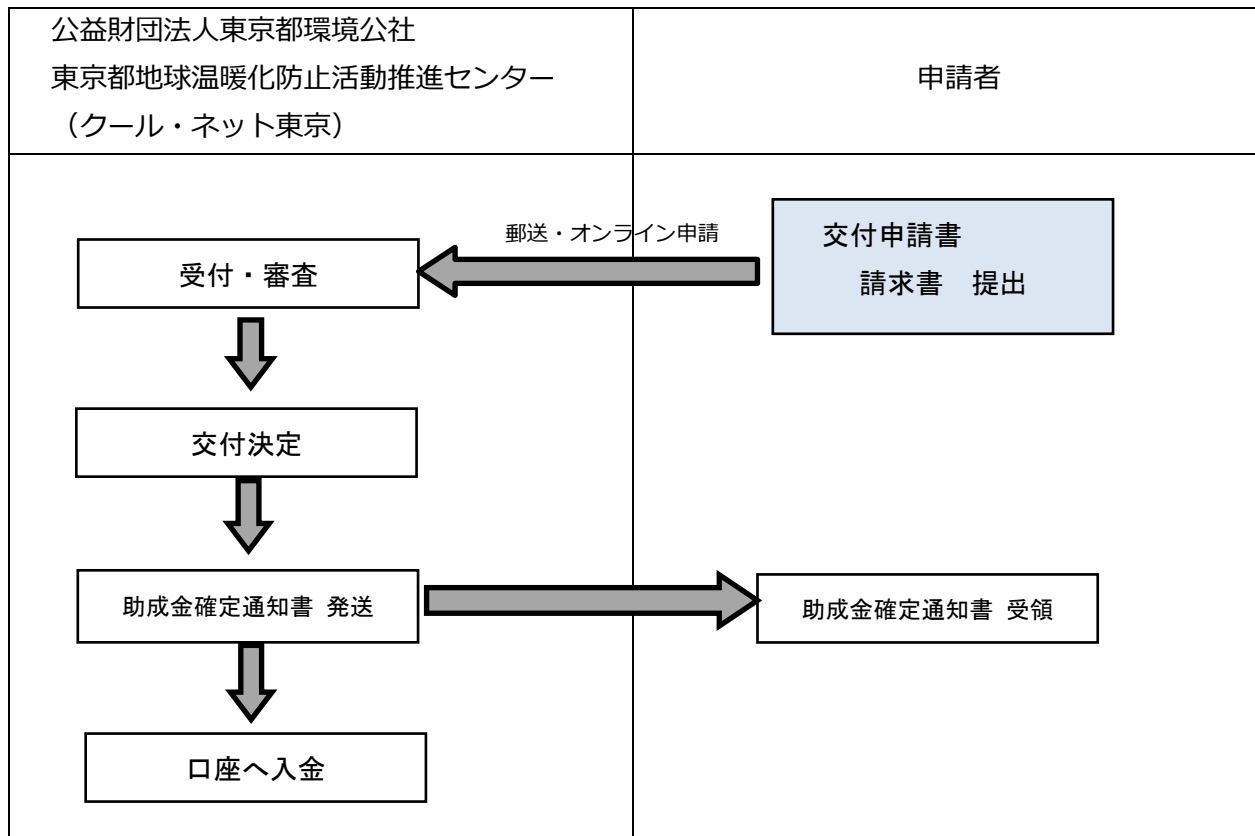 公益財団法人東京都環境公社
東京都地球温暖化防止活動推進センター
（クール・ネット東京）
申請者
郵送・オンライン申請
交付申請書
請求書　提出
受付・審査
交付決定
助成金確定通知書 発送
助成金確定通知書 受領
口座へ入金